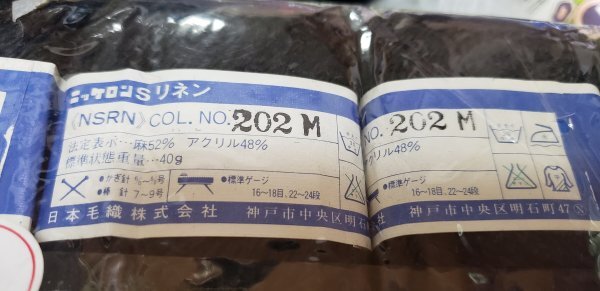 ニッケロンSリネン
《NSRN》COL. NO. 202 M
法定表示…麻52% アクリル48%
標準状態重量…40g
●かぎ針
●棒針 7〜9号
●標準ゲージ
16〜18目、22〜24段
日本毛織株式会社 神戸市中央区明石
NO. 202 M
アクリル48%
●標準ゲージ
16〜18目、22〜24段
神戸市中央区明石町47